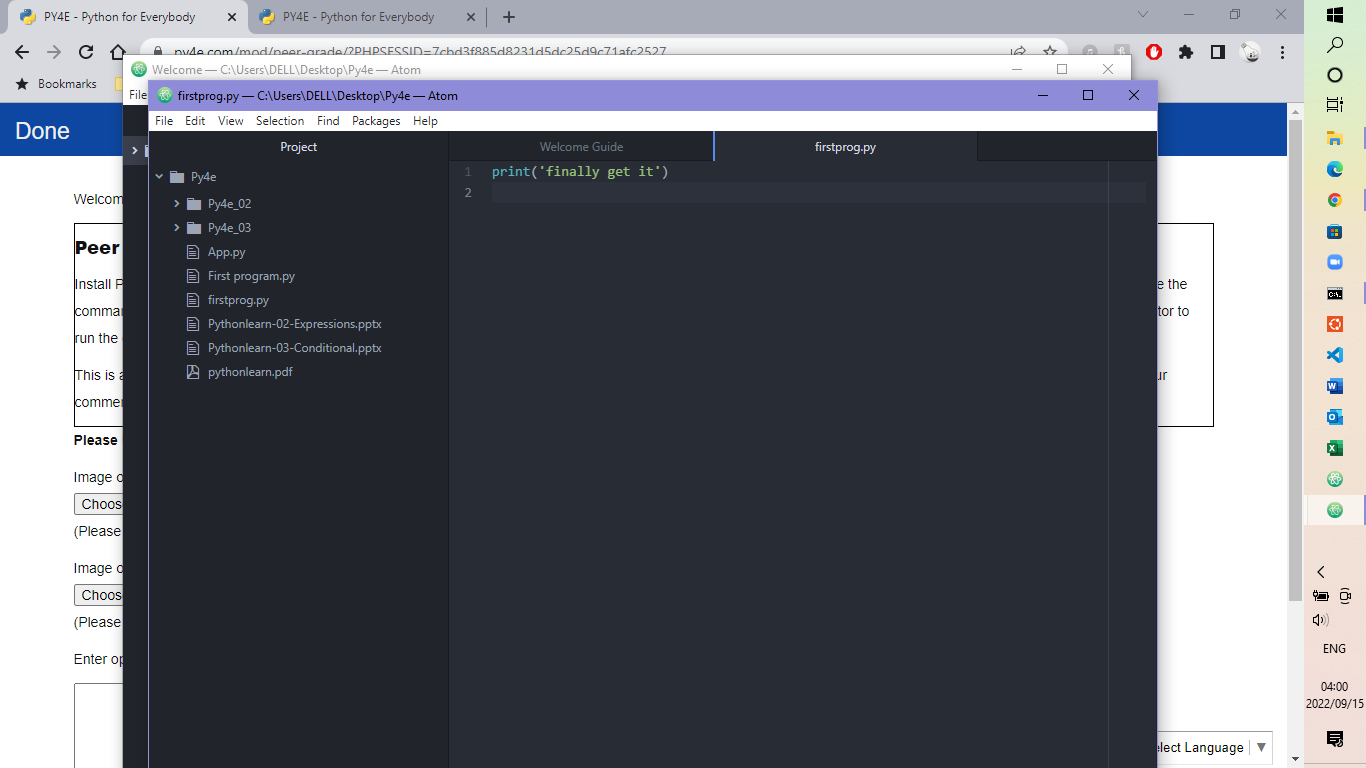 PY4E - Python for Everybody
PY4E - Python for Everybody
py4e.com/mod/peer-grade/?PHPSESSID=7cbd3f885d8231d5dc25d9c71afc2527
Bookmarks
Welcome — C:\Users\DELL\Desktop\Py4e — Atom
File
firstprog.py — C:\Users\DELL\Desktop\Py4e — Atom
File Edit View Selection Find Packages Help
Done
Project
Welcome Guide
firstprog.py
Py4e
Py4e_02
Py4e_03
App.py
First program.py
firstprog.py
Pythonlearn-02-Expressions.pptx
Pythonlearn-03-Conditional.pptx
pythonlearn.pdf
1 print('finally get it')
2
Welcom
Peer
Install P
e the
comma
tor to
run the
This is a
ur
comme
Please
Image o
Choos
(Please
Image o
Choos
(Please
Enter op
elect Language
ENG
04:00
2022/09/15